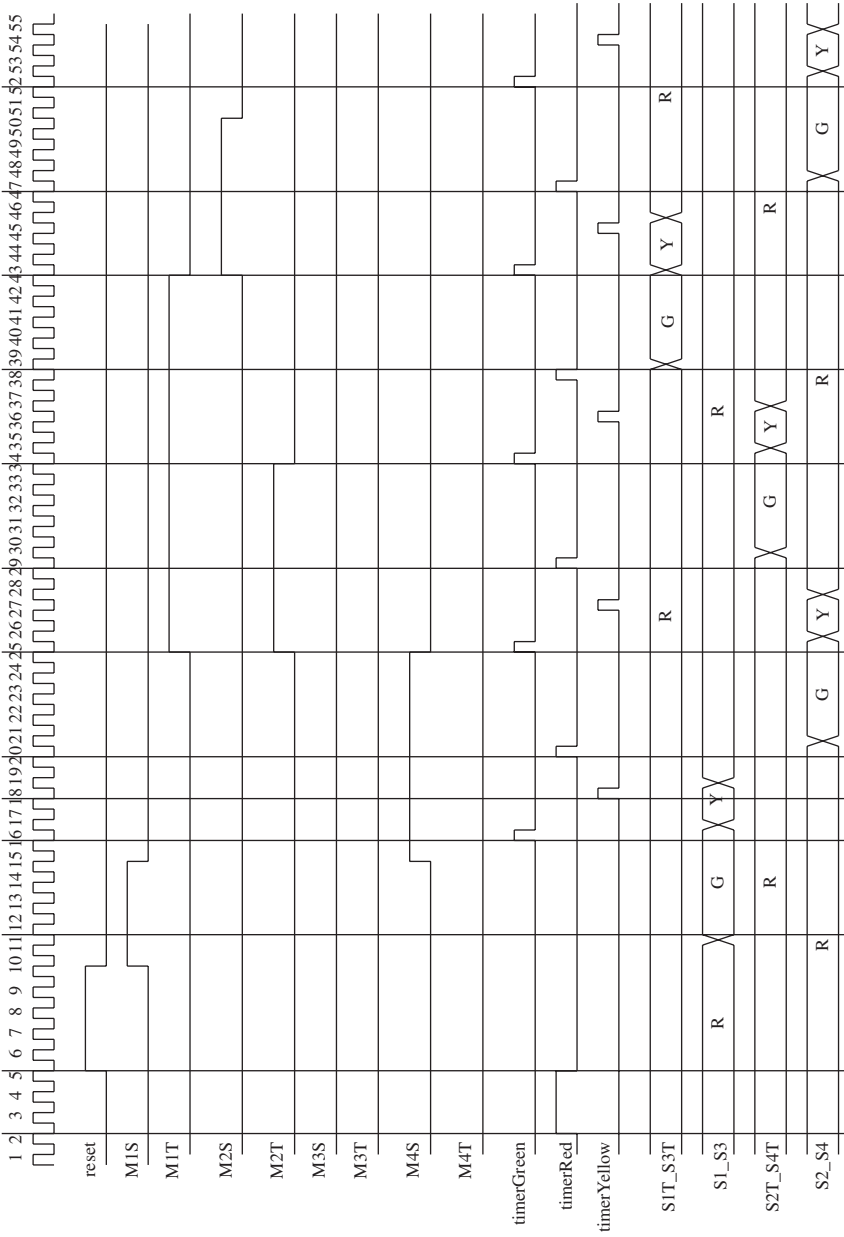 1 2 3 4 5 6 7 8 9 10 11 12 13 14 15 16 17 18 19 20 21 22 23 24 25 26 27 28 29 30 31 32 33 34 35 36 37 38 39 40 41 42 43 44 45 46 47 48 49 50 51 52 53 54 55
reset
M1S
M1T
M2S
M2T
M3S
M3T
M4S
M4T
timerGreen
timerRed
timerYellow
S1T_S3T R G Y R
S1_S3 R G Y R
S2T_S4T R G Y R
S2_S4 R G Y R G Y